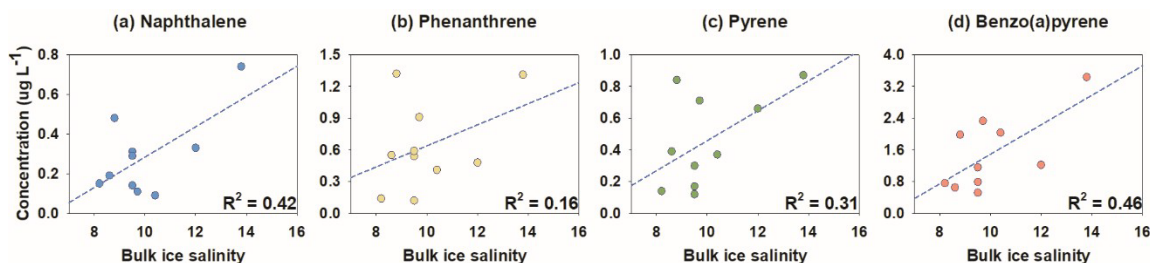 (a) Naphthalene
(b) Phenanthrene
(c) Pyrene
(d) Benzo(a)pyrene
Concentration (ug L⁻¹)
0.8
0.6
0.4
0.2
0.0
R² = 0.42
8 10 12 14 16
Bulk ice salinity
1.5
1.2
0.9
0.6
0.3
0.0
R² = 0.16
8 10 12 14 16
Bulk ice salinity
1.0
0.8
0.6
0.4
0.2
0.0
R² = 0.31
8 10 12 14 16
Bulk ice salinity
4.0
3.2
2.4
1.6
0.8
0.0
R² = 0.46
8 10 12 14 16
Bulk ice salinity